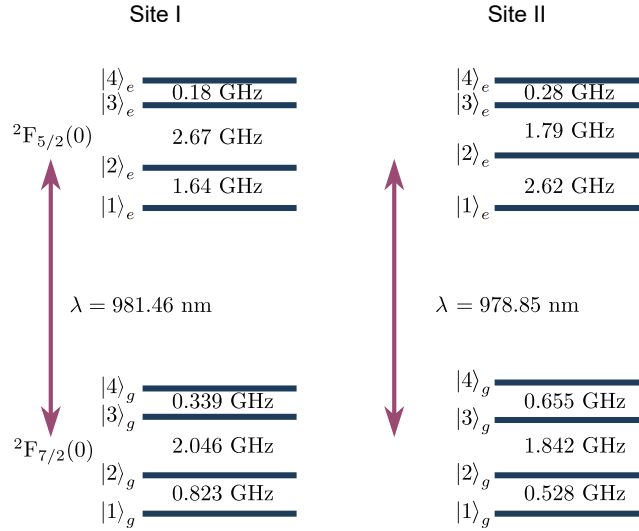 Site I
Site II
|4⟩ₑ
0.18 GHz
|3⟩ₑ
²F₅/₂(0)
2.67 GHz
|2⟩ₑ
1.64 GHz
|1⟩ₑ
λ = 981.46 nm
|4⟩g
0.339 GHz
|3⟩g
²F₇/₂(0)
2.046 GHz
|2⟩g
0.823 GHz
|1⟩g
|4⟩ₑ
0.28 GHz
|3⟩ₑ
1.79 GHz
|2⟩ₑ
2.62 GHz
|1⟩ₑ
λ = 978.85 nm
|4⟩g
0.655 GHz
|3⟩g
1.842 GHz
|2⟩g
0.528 GHz
|1⟩g